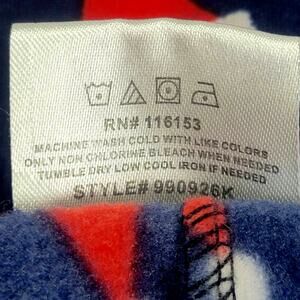 RN# 116153
MACHINE WASH COLD WITH LIKE COLORS
ONLY NON CHLORINE BLEACH WHEN NEEDED
TUMBLE DRY LOW COOL IRON IF NEEDED
STYLE# 990926K